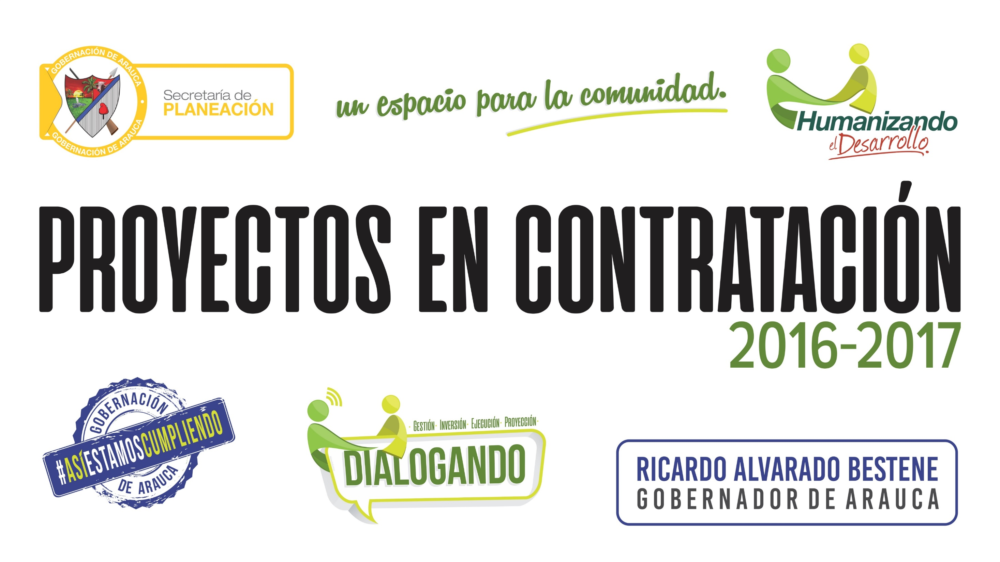 GOBERNACIÓN DE ARAUCA
GOBERNACIÓN DE ARAUCA
Secretaría de
PLANEACIÓN
un espacio para la comunidad.
Humanizando
el Desarrollo
PROYECTOS EN CONTRATACIÓN
2016-2017
GOBERNACIÓN
#ASÍESTAMOSCUMPLIENDO
DE ARAUCA
· GESTIÓN · INVERSIÓN · EJECUCIÓN · PROYECCIÓN ·
DIALOGANDO
RICARDO ALVARADO BESTENE
GOBERNADOR DE ARAUCA